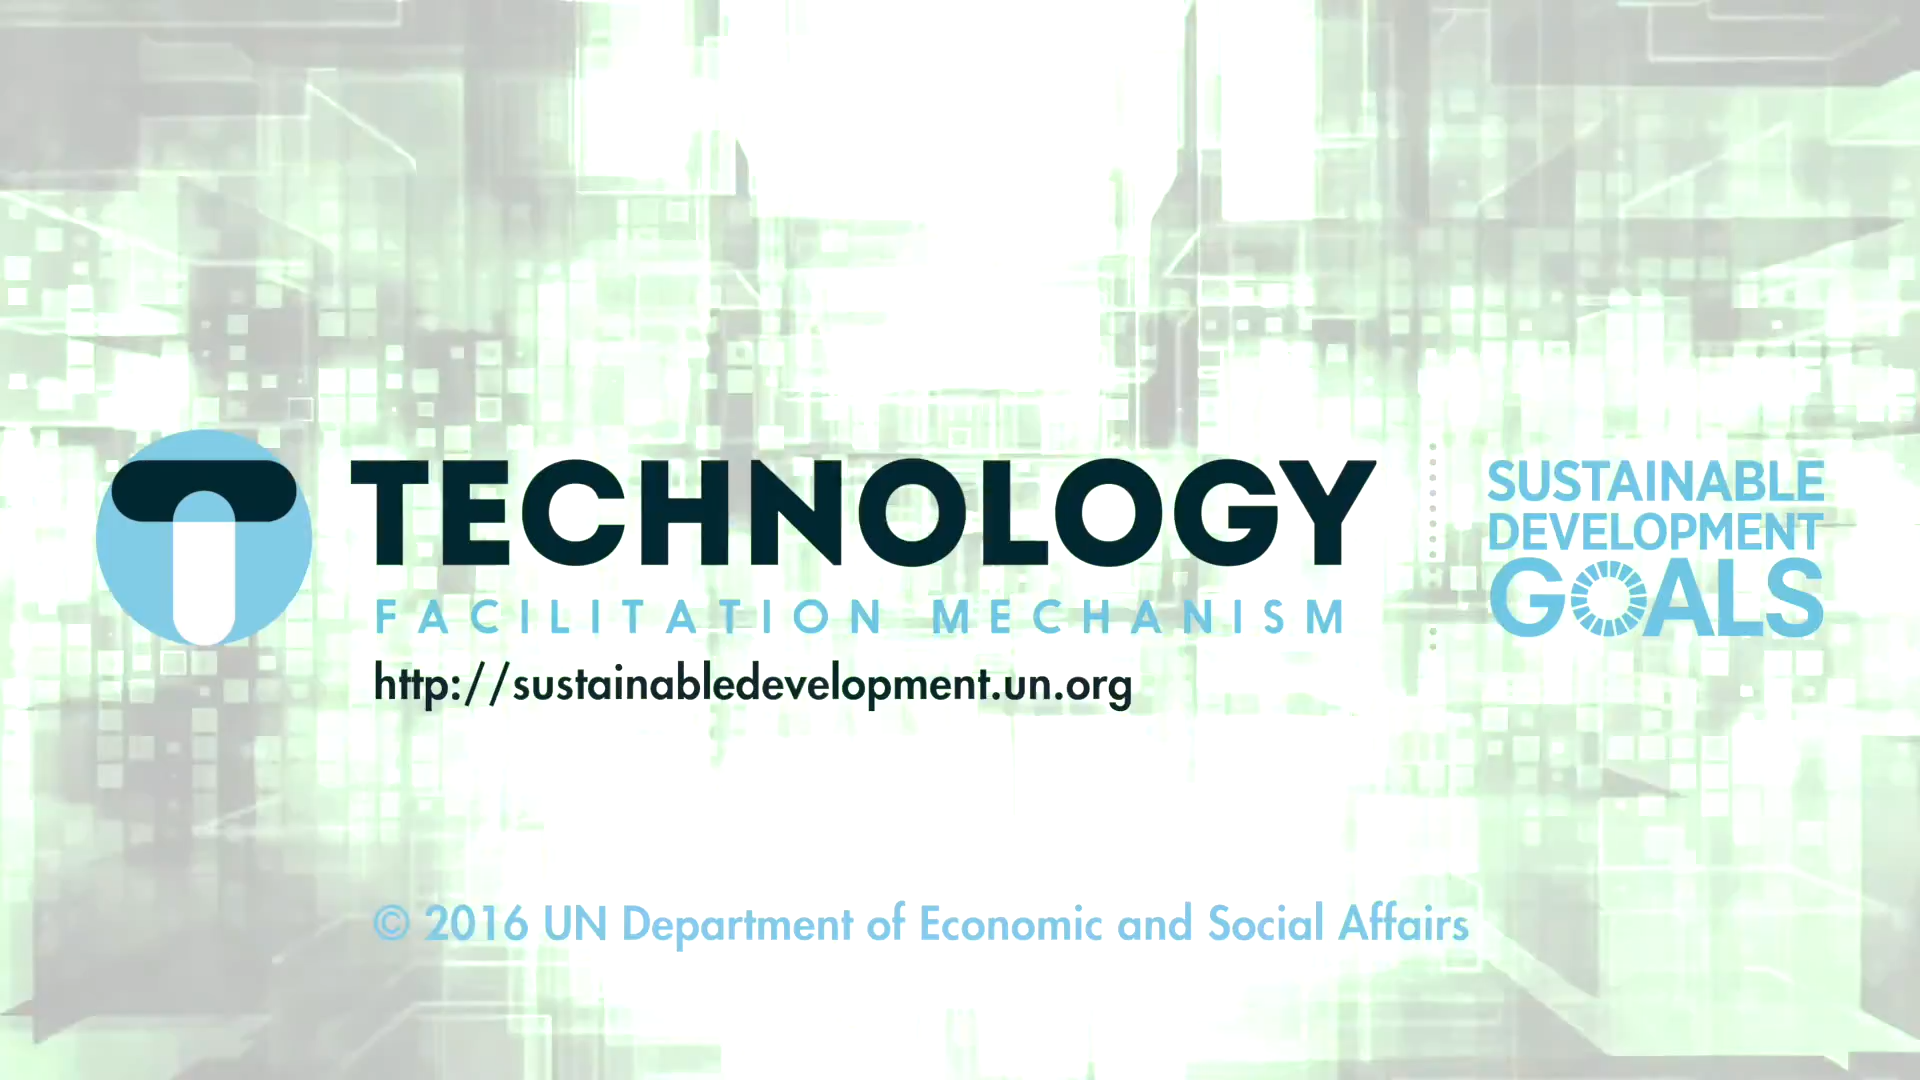 TECHNOLOGY
FACILITATION MECHANISM
http://sustainabledevelopment.un.org
SUSTAINABLE
DEVELOPMENT
GOALS
© 2016 UN Department of Economic and Social Affairs